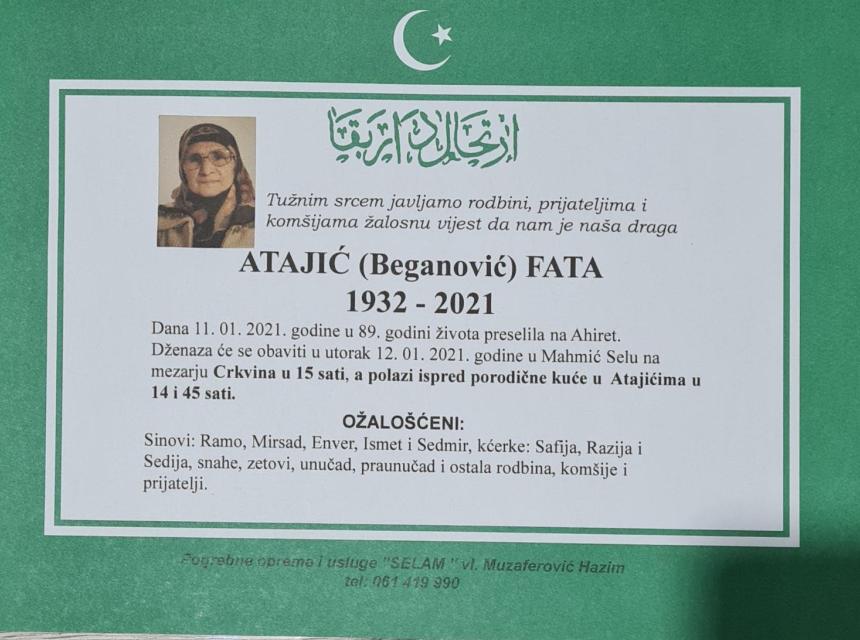 ارتحال دار بقا
Tužnim srcem javljamo rodbini, prijateljima i
komšijama žalosnu vijest da nam je naša draga
ATAJIĆ (Beganović) FATA
1932 - 2021
Dana 11. 01. 2021. godine u 89. godini života preselila na Ahiret.
Dženaza će se obaviti u utorak 12. 01. 2021. godine u Mahmić Selu na
mezarju Crkvina u 15 sati, a polazi ispred porodične kuće u Atajićima u
14 i 45 sati.
OŽALOŠĆENI:
Sinovi: Ramo, Mirsad, Enver, Ismet i Sedmir, kćerke: Safija, Razija i
Sedija, snahe, zetovi, unučad, praunučad i ostala rodbina, komšije i
prijatelji.
Pogrebne opreme i usluge "SELAM " vl. Muzaferović Hazim
tel: 061 419 990